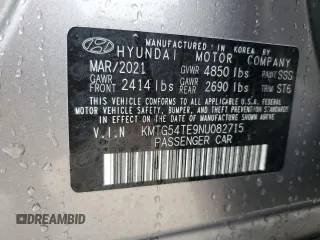 MANUFACTURED IN KOREA BY
HYUNDAI MOTOR COMPANY
MAR/2021 GVWR 4850 lbs PAINT SSG
GAWR FRONT 2414 lbs GAWR REAR 2690 lbs TRIM ST6
THIS VEHICLE CONFORMS TO ALL APPLICABLE
FEDERAL MOTOR VEHICLE SAFETY, BUMPER,
AND THEFT PREVENTION STANDARDS IN EFFECT ON
THE DATE OF MANUFACTURE SHOWN ABOVE.
V.I.N KMTG54TE9NU082715
PASSENGER CAR